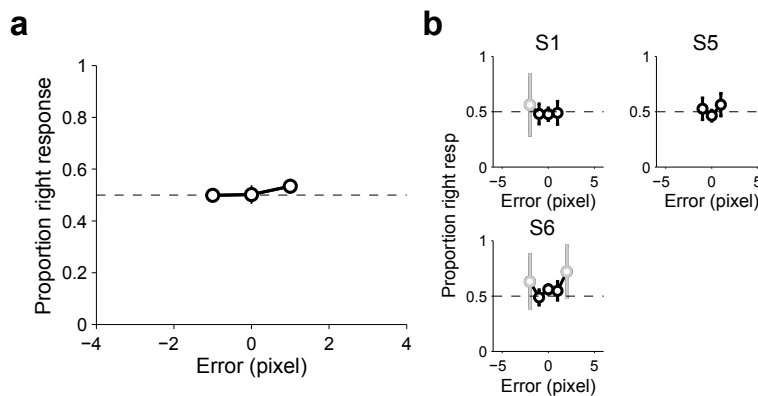 a
Proportion right response
1
0.8
0.6
0.4
0.2
0
−4
−2
0
2
4
Error (pixel)
b
Proportion right resp
S1
1
0.5
0
−5
0
5
Error (pixel)
S5
1
0.5
0
−5
0
5
Error (pixel)
S6
1
0.5
0
−5
0
5
Error (pixel)